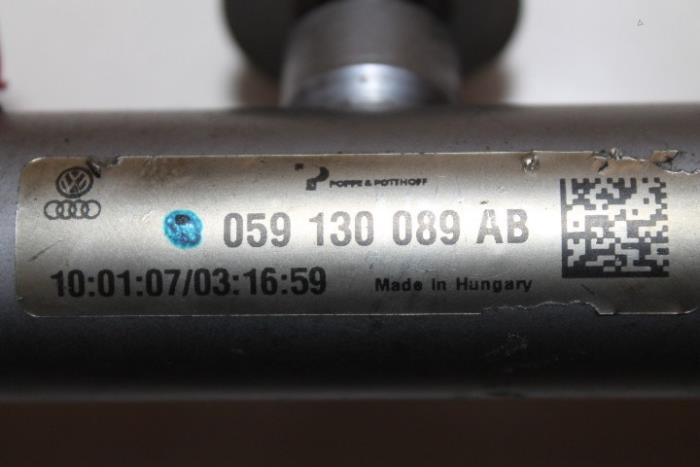 POPPE & POTTHOFF
059 130 089 AB
10:01:07/03:16:59
Made in Hungary